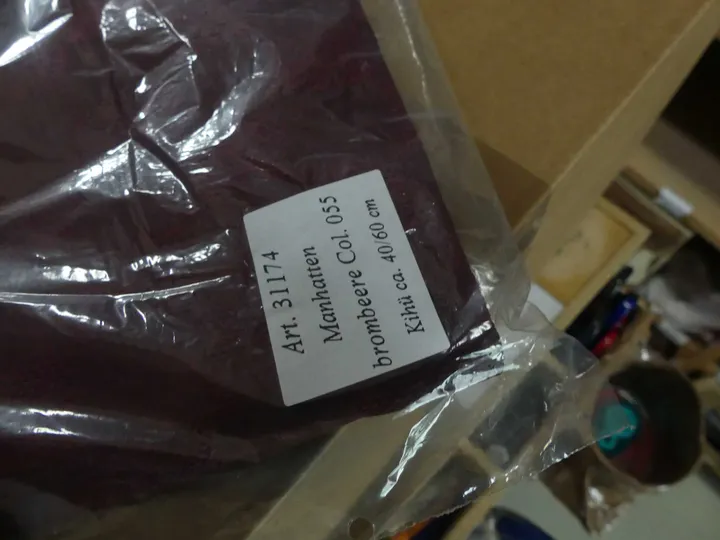 Art. 31174
Manhatten
brombeere Col. 055
Kihü ca. 40/60 cm